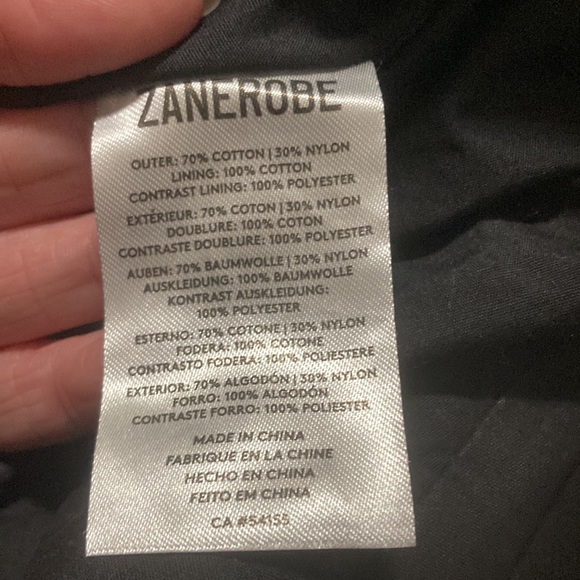 ZANEROBE
OUTER: 70% COTTON | 30% NYLON
LINING: 100% COTTON
CONTRAST LINING: 100% POLYESTER
EXTÉRIEUR: 70% COTON | 30% NYLON
DOUBLURE: 100% COTON
CONTRASTE DOUBLURE: 100% POLYESTER
AUBEN: 70% BAUMWOLLE | 30% NYLON
AUSKLEIDUNG: 100% BAUMWOLLE
KONTRAST AUSKLEIDUNG:
100% POLYESTER
ESTERNO: 70% COTONE | 30% NYLON
FODERA: 100% COTONE
CONTRASTO FODERA: 100% POLIESTERE
EXTERIOR: 70% ALGODÓN | 30% NYLON
FORRO: 100% ALGODÓN
CONTRASTE FORRO: 100% POLIESTER
MADE IN CHINA
FABRIQUE EN LA CHINE
HECHO EN CHINA
FEITO EM CHINA
CA #54155